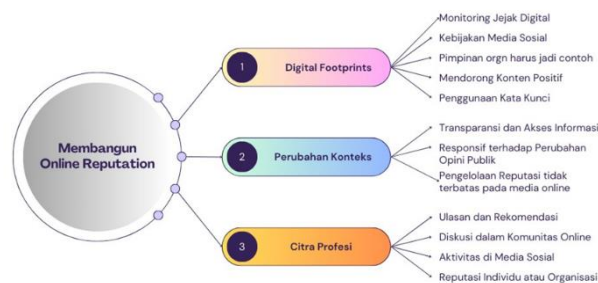 Membangun
Online Reputation
1
Digital Footprints
Monitoring Jejak Digital
Kebijakan Media Sosial
Pimpinan orgn harus jadi contoh
Mendorong Konten Positif
Penggunaan Kata Kunci
2
Perubahan Konteks
Transparansi dan Akses Informasi
Responsif terhadap Perubahan
Opini Publik
Pengelolaan Reputasi tidak
terbatas pada media online
3
Citra Profesi
Ulasan dan Rekomendasi
Diskusi dalam Komunitas Online
Aktivitas di Media Sosial
Reputasi Individu atau Organisasi